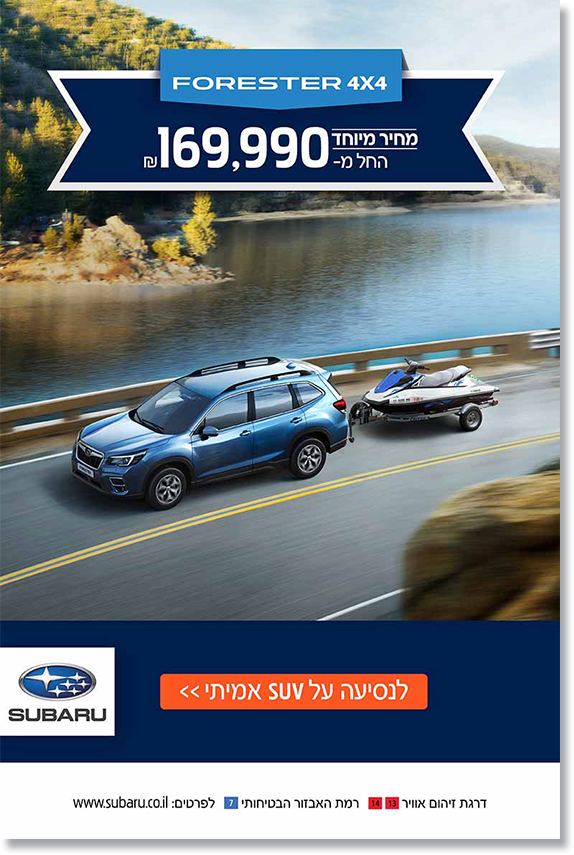 FORESTER 4X4
מחיר מיוחד
החל מ-169,990 ₪
SUBARU
לנסיעה על SUV אמיתי >>
דרגת זיהום אוויר 13 14 רמת האבזור הבטיחותי 7 לפרטים: www.subaru.co.il